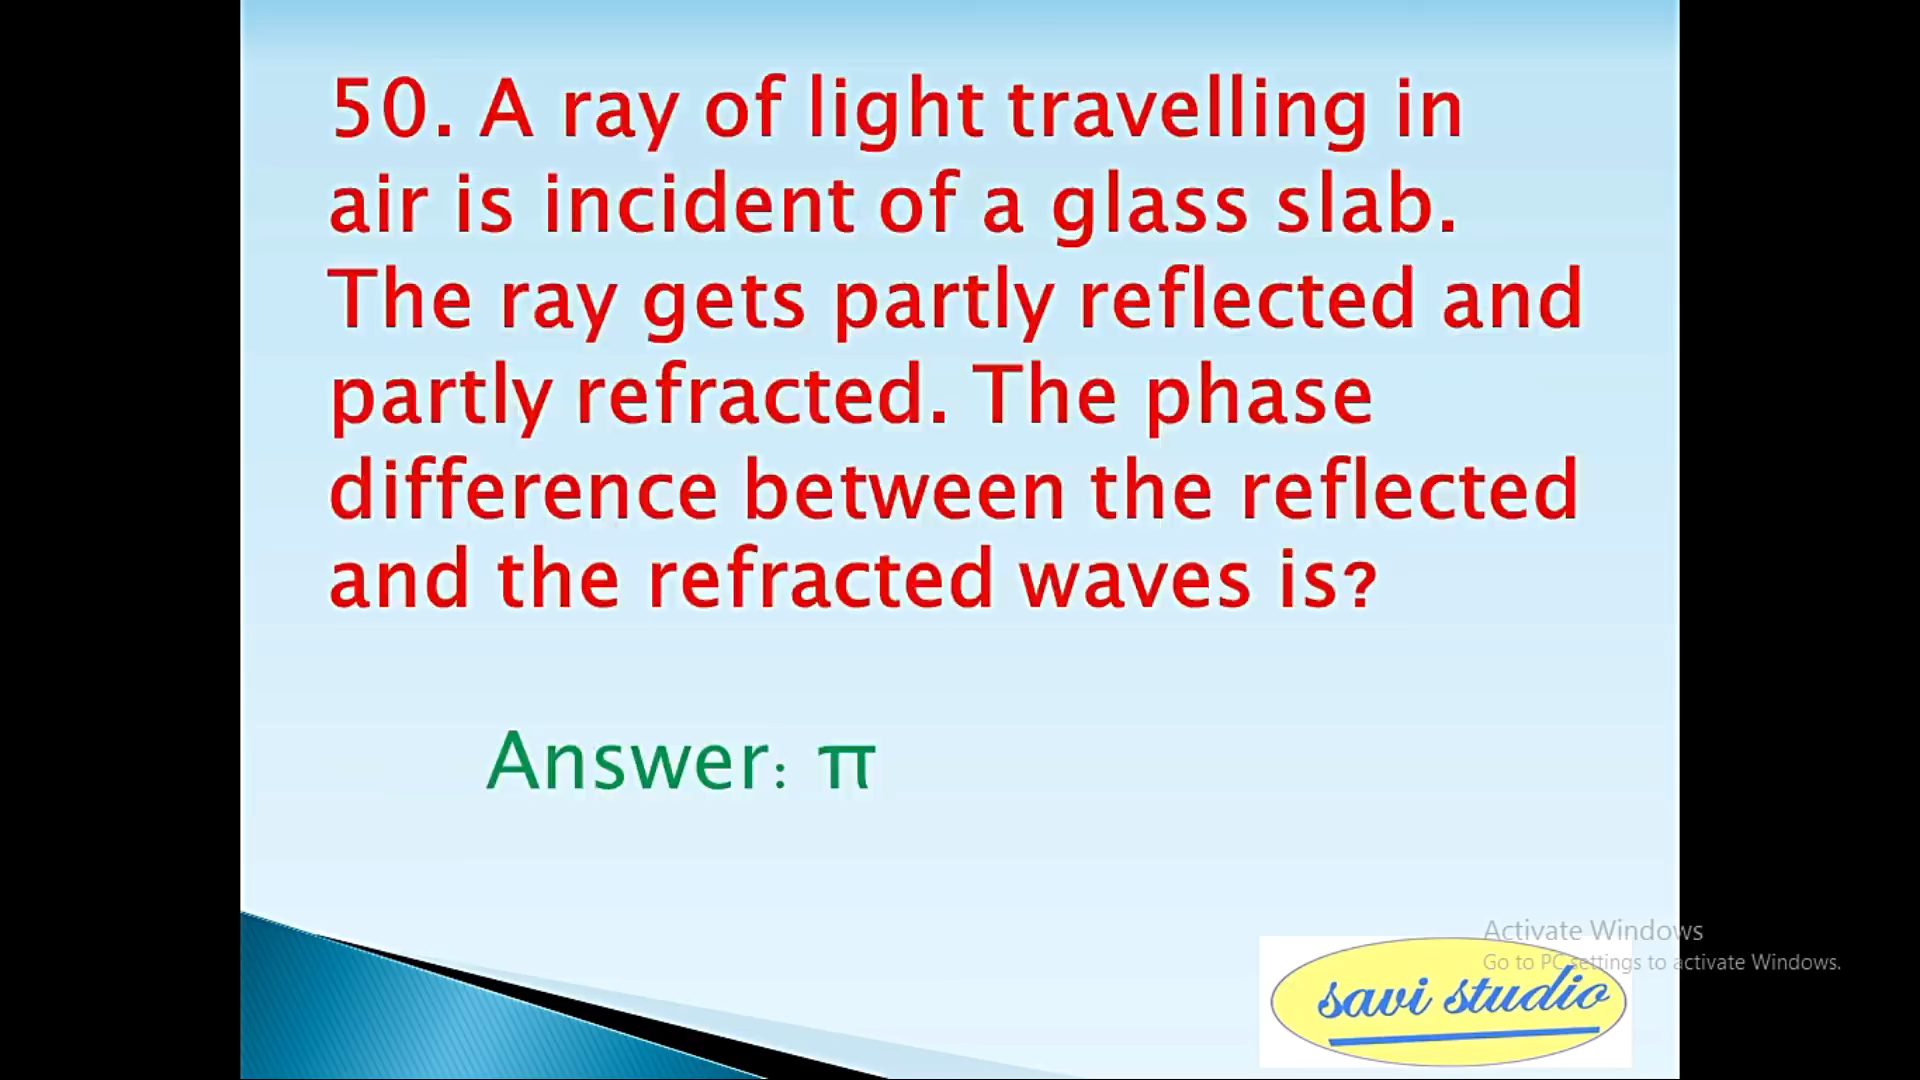 50. A ray of light travelling in
air is incident of a glass slab.
The ray gets partly reflected and
partly refracted. The phase
difference between the reflected
and the refracted waves is?
Answer: π
Activate Windows
Go to PC settings to activate Windows.
savi studio